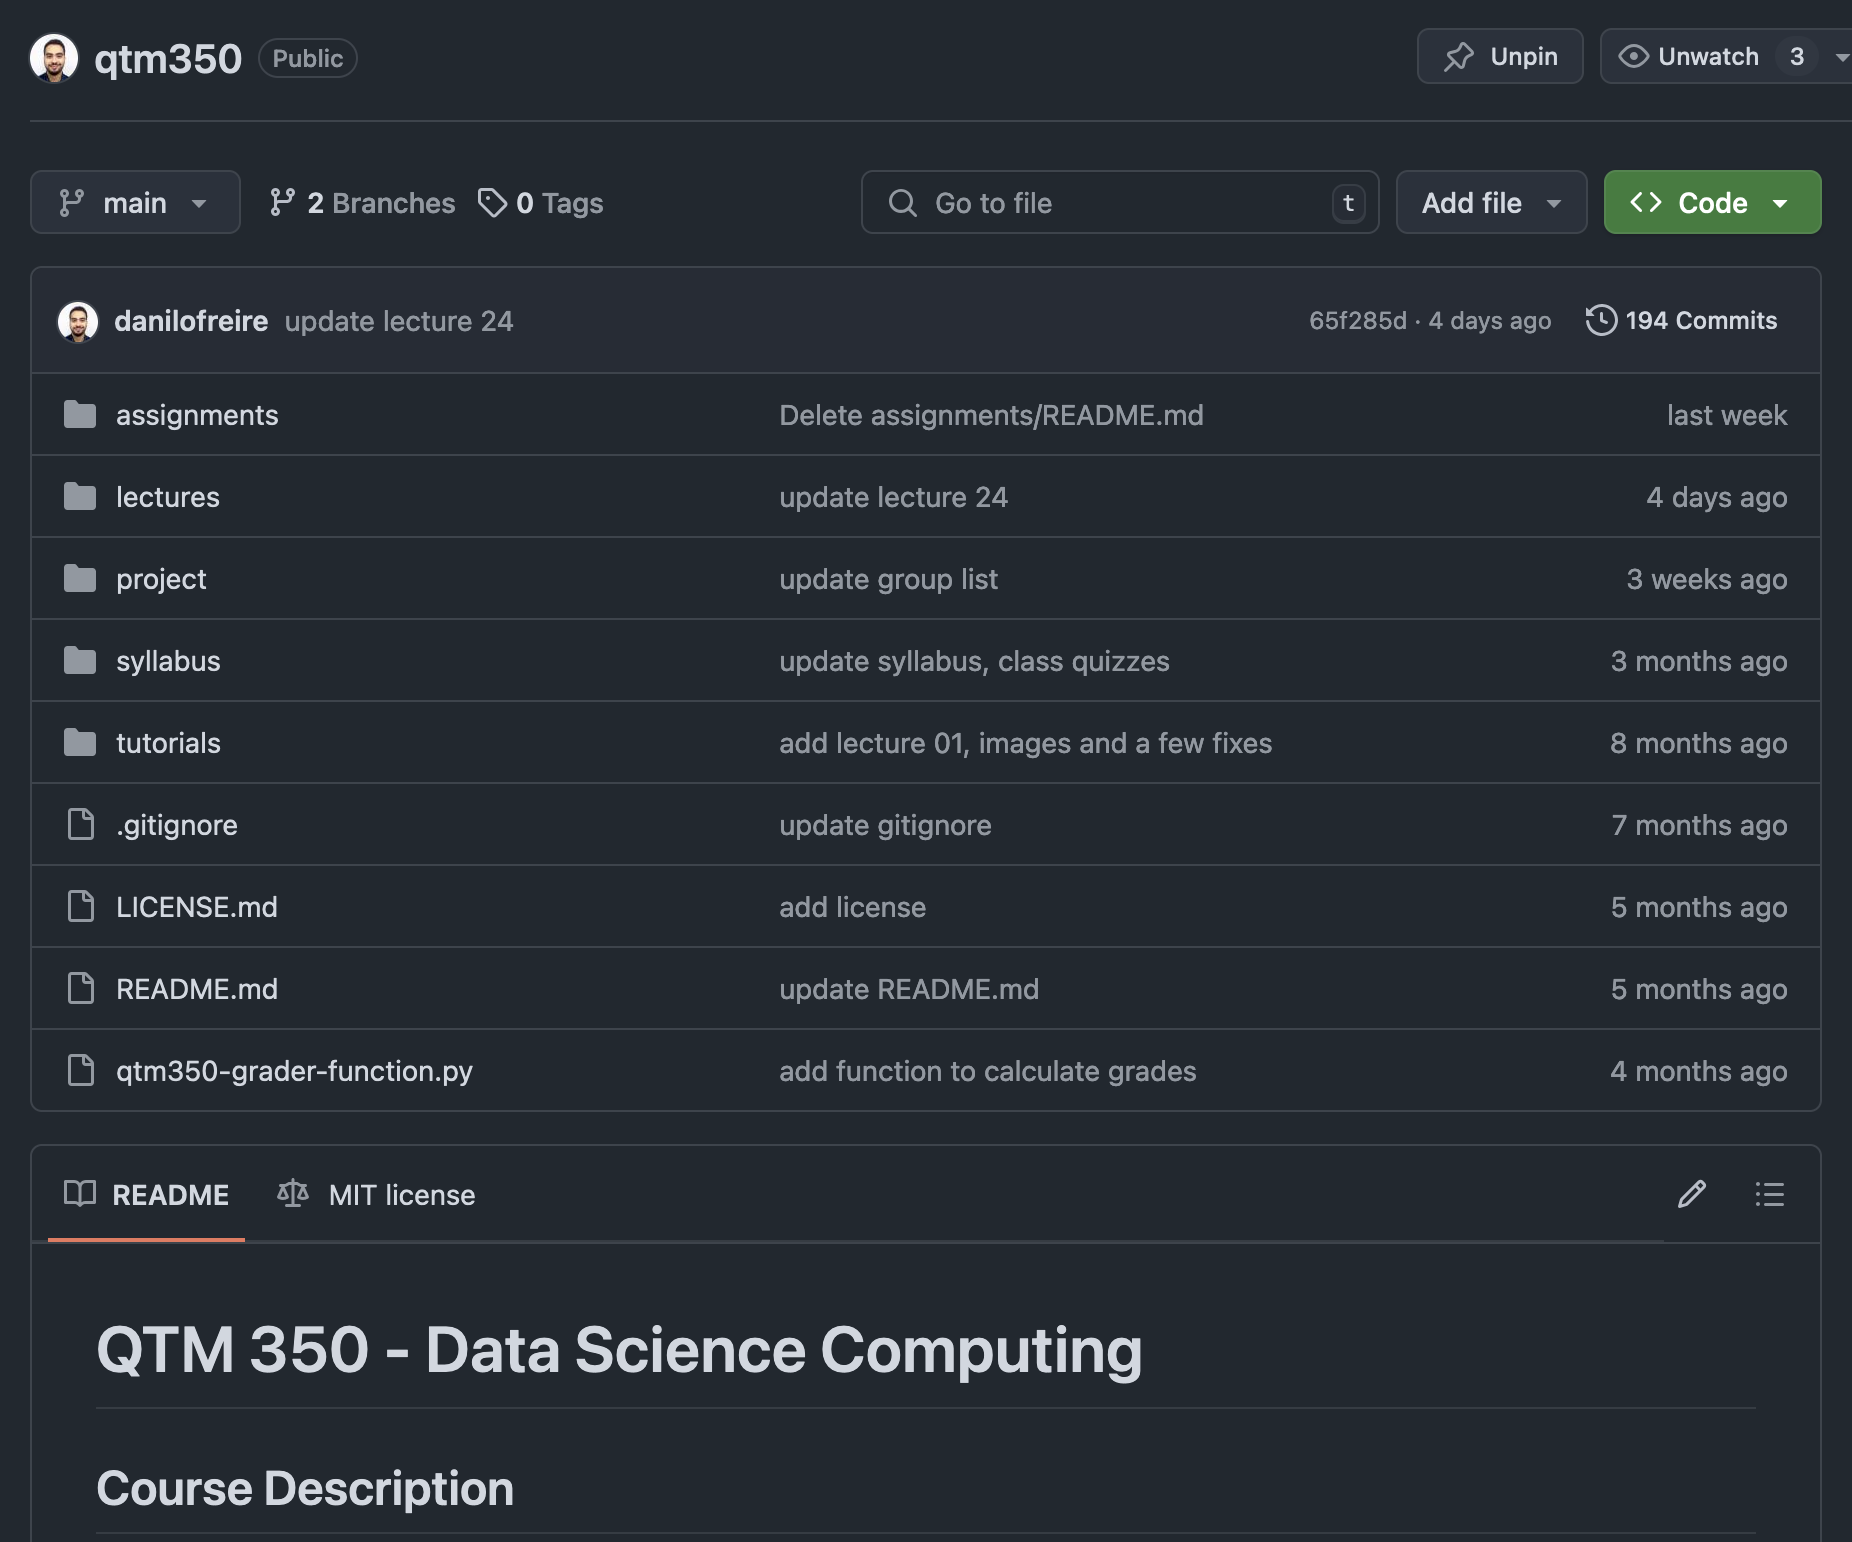 qtm350 Public Unpin Unwatch 3
main 2 Branches 0 Tags Go to file t Add file Code
danilofreire update lecture 24 65f285d · 4 days ago 194 Commits
assignments Delete assignments/README.md last week
lectures update lecture 24 4 days ago
project update group list 3 weeks ago
syllabus update syllabus, class quizzes 3 months ago
tutorials add lecture 01, images and a few fixes 8 months ago
.gitignore update gitignore 7 months ago
LICENSE.md add license 5 months ago
README.md update README.md 5 months ago
qtm350-grader-function.py add function to calculate grades 4 months ago
README MIT license
QTM 350 - Data Science Computing
Course Description